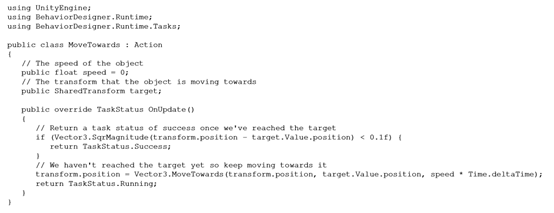 using UnityEngine;
using BehaviorDesigner.Runtime;
using BehaviorDesigner.Runtime.Tasks;

public class MoveTowards : Action
{
   // The speed of the object
   public float speed = 0;
   // The transform that the object is moving towards
   public SharedTransform target;

   public override TaskStatus OnUpdate()
   {
      // Return a task status of success once we've reached the target
      if (Vector3.SqrMagnitude(transform.position - target.Value.position) < 0.1f) {
         return TaskStatus.Success;
      }
      // We haven't reached the target yet so keep moving towards it
      transform.position = Vector3.MoveTowards(transform.position, target.Value.position, speed * Time.deltaTime);
      return TaskStatus.Running;
   }
}